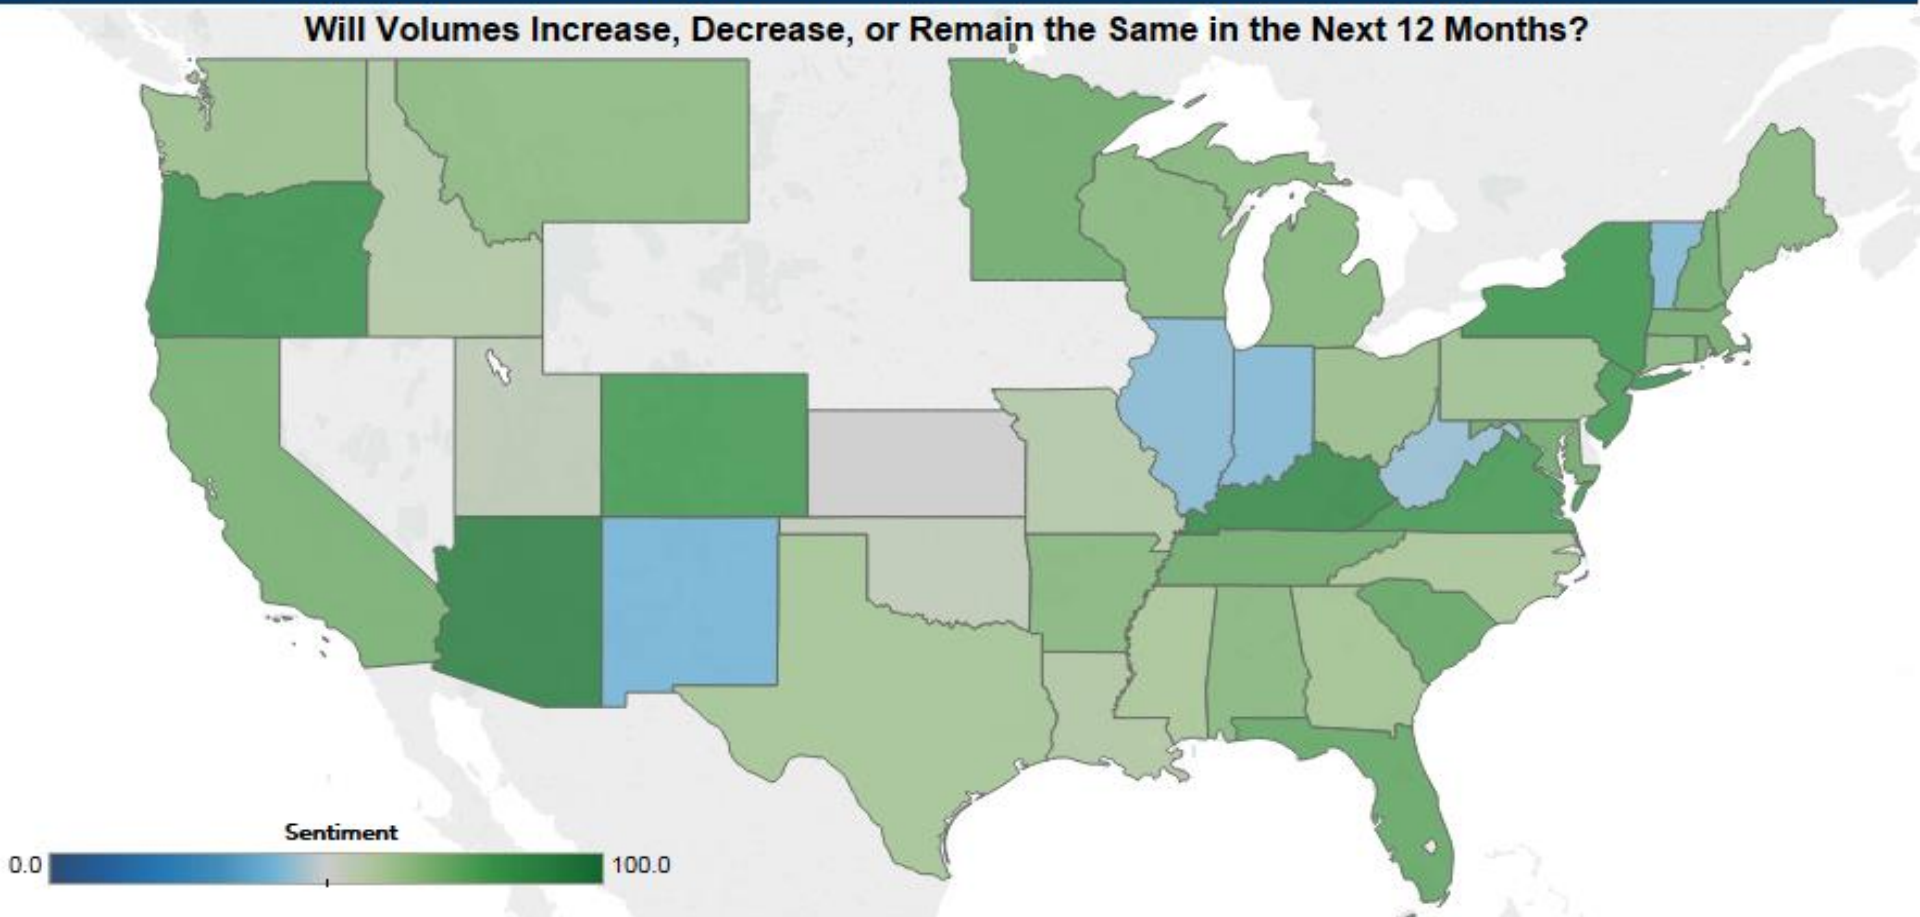 Will Volumes Increase, Decrease, or Remain the Same in the Next 12 Months?
Sentiment
0.0 100.0